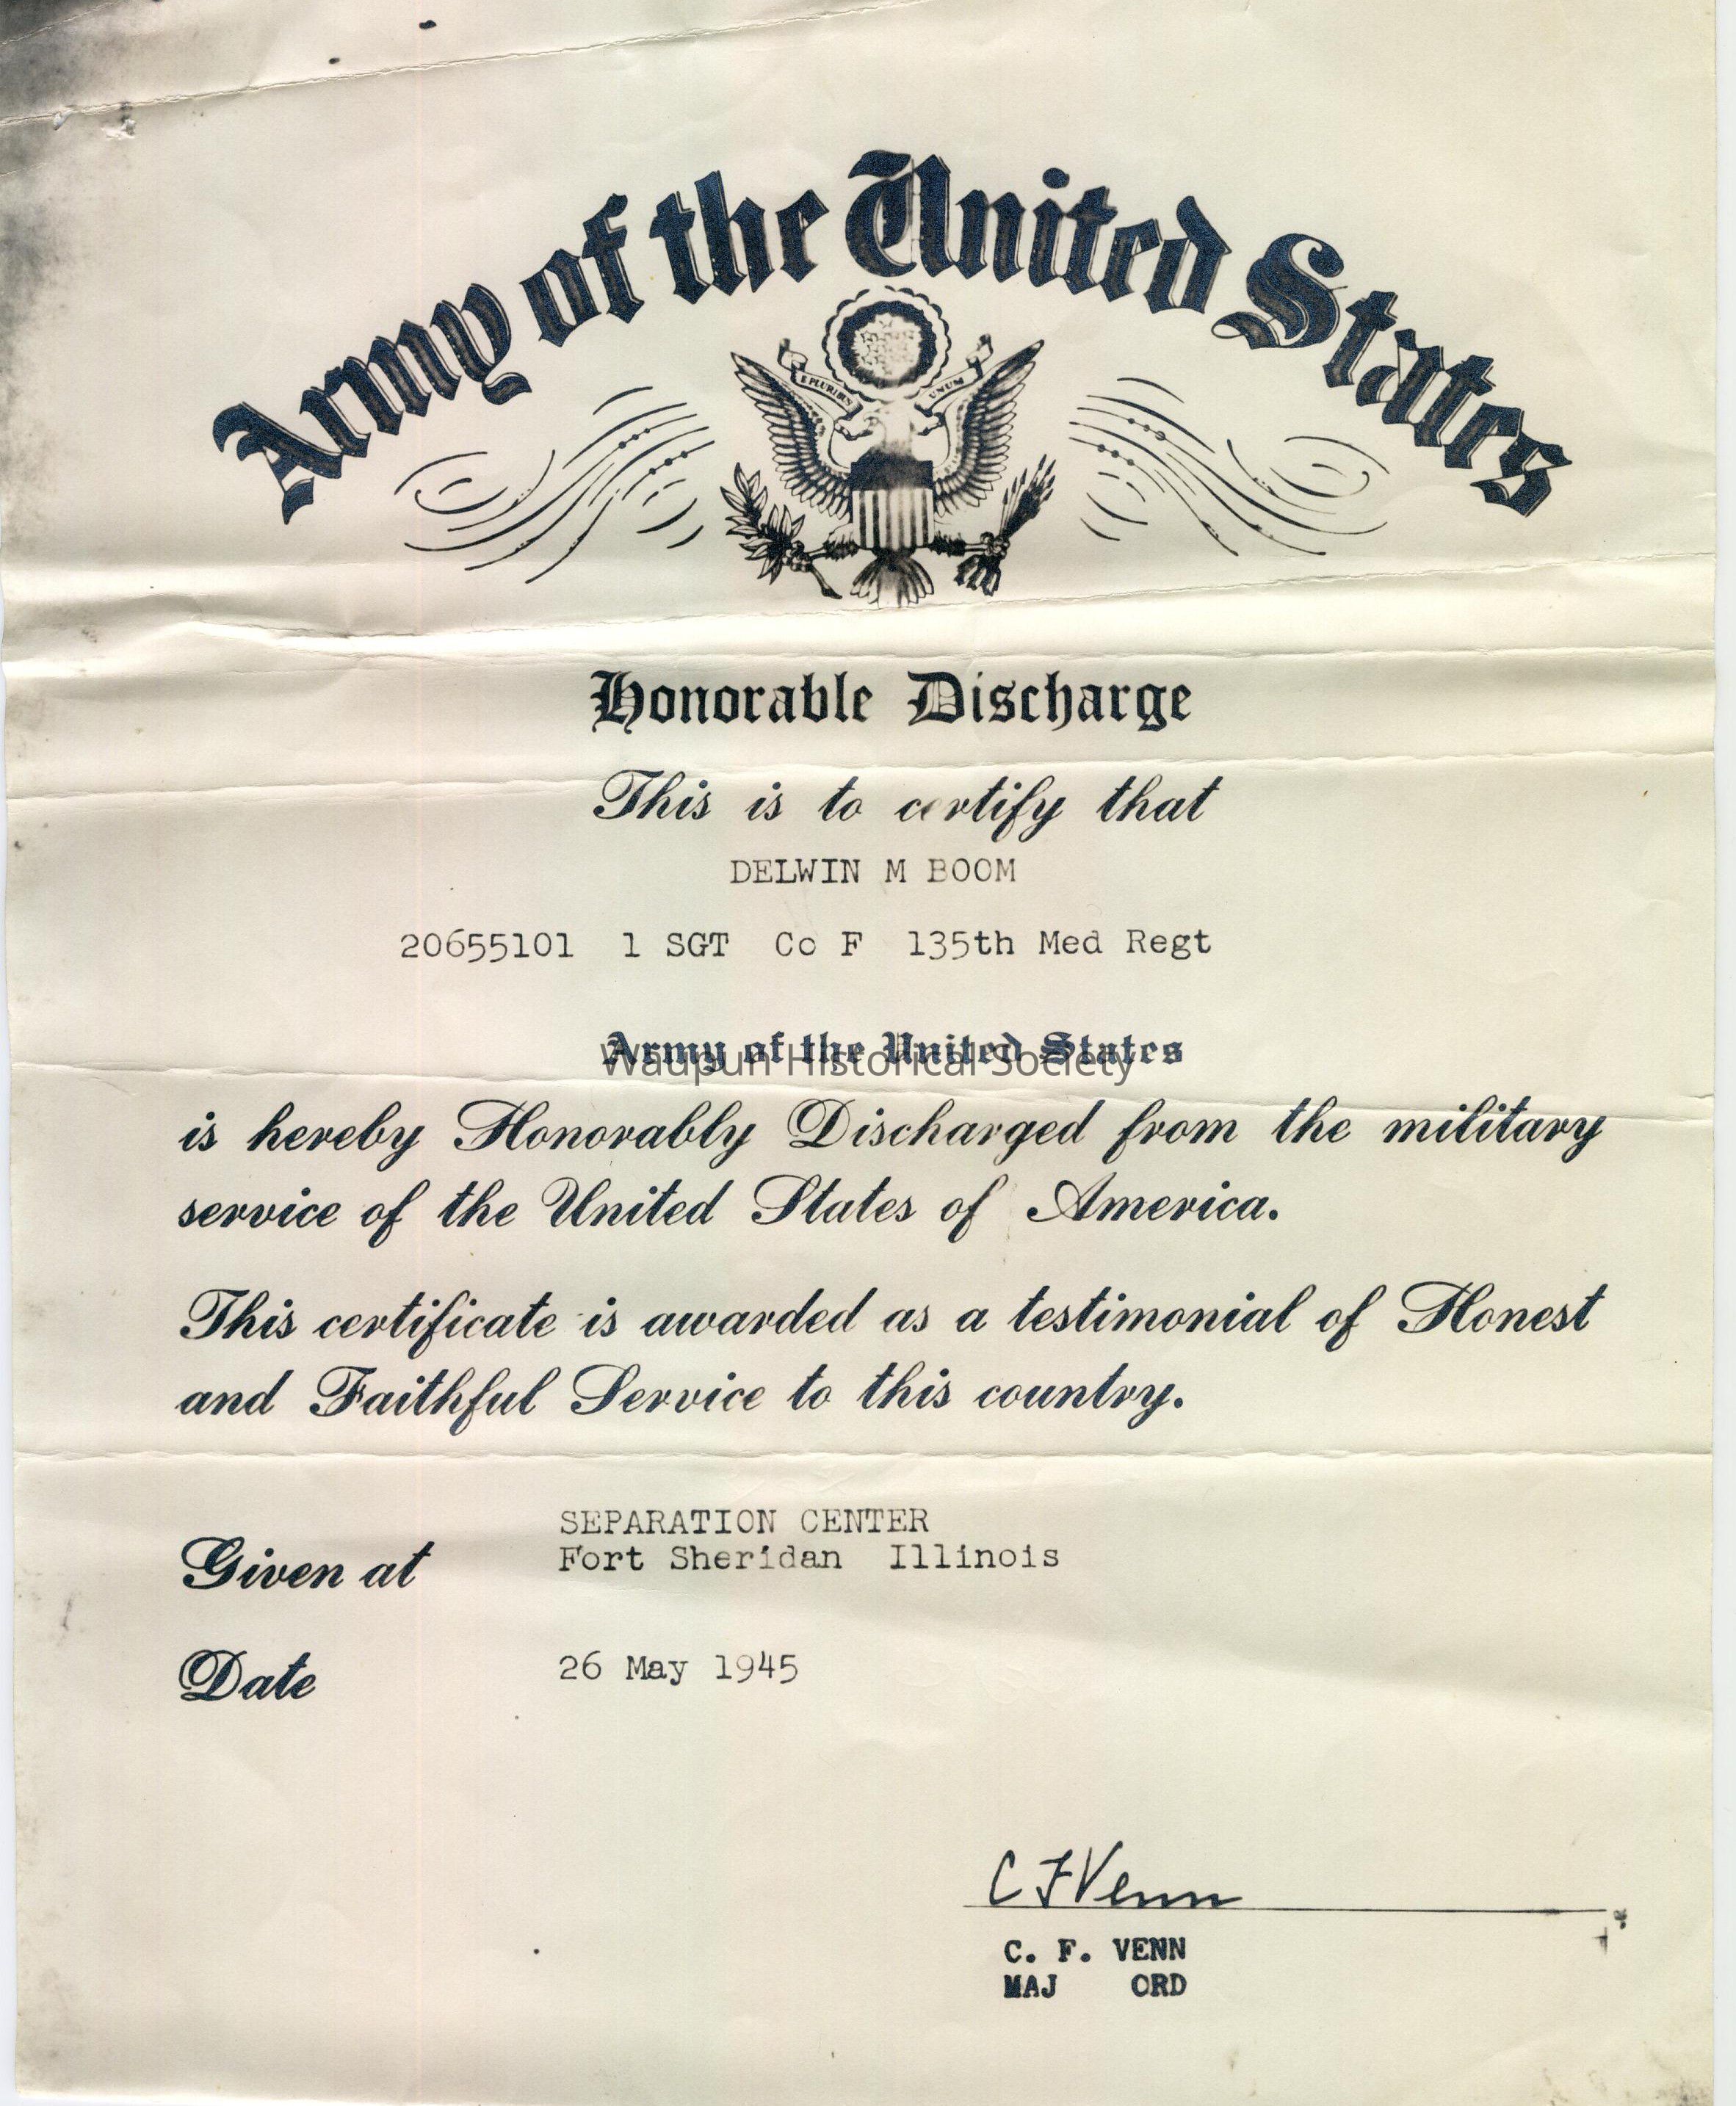 Army of the United States
E PLURIBUS UNUM
Honorable Discharge
This is to certify that
DELWIN M BOOM
20655101 1 SGT Co F 135th Med Regt
Army of the United States
Waupun Historical Society
is hereby Honorably Discharged from the military
service of the United States of America.
This certificate is awarded as a testimonial of Honest
and Faithful Service to this country.
SEPARATION CENTER
Given at Fort Sheridan Illinois
Date 26 May 1945
C F Venn
C. F. VENN
MAJ ORD